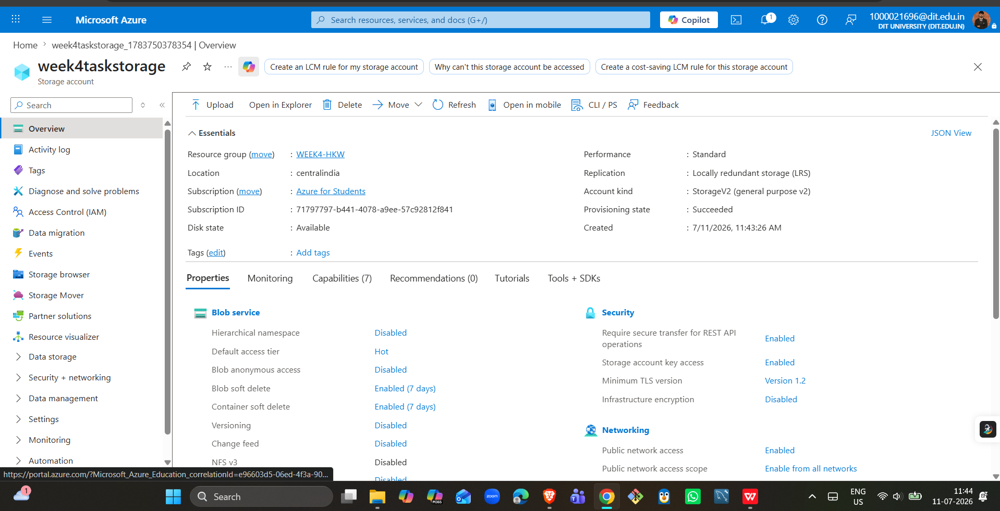 Microsoft Azure
Search resources, services, and docs (G+/)
Copilot
1
1000021696@dit.edu.in
DIT UNIVERSITY (DIT.EDU.IN)
Home > week4taskstorage_1783750378354 | Overview
week4taskstorage
Storage account
Create an LCM rule for my storage account
Why can't this storage account be accessed
Create a cost-saving LCM rule for this storage account
Search
Overview
Activity log
Tags
Diagnose and solve problems
Access Control (IAM)
Data migration
Events
Storage browser
Storage Mover
Partner solutions
Resource visualizer
Data storage
Security + networking
Data management
Settings
Monitoring
Automation
Upload Open in Explorer Delete Move Refresh Open in mobile CLI / PS Feedback
Essentials
JSON View
Resource group (move) : WEEK4-HKW
Location : centralindia
Subscription (move) : Azure for Students
Subscription ID : 71797797-b441-4078-a9ee-57c92812f841
Disk state : Available
Tags (edit) : Add tags
Performance : Standard
Replication : Locally redundant storage (LRS)
Account kind : StorageV2 (general purpose v2)
Provisioning state : Succeeded
Created : 7/11/2026, 11:43:26 AM
Properties Monitoring Capabilities (7) Recommendations (0) Tutorials Tools + SDKs
Blob service
Hierarchical namespace Disabled
Default access tier Hot
Blob anonymous access Disabled
Blob soft delete Enabled (7 days)
Container soft delete Enabled (7 days)
Versioning Disabled
Change feed Disabled
NFS v3 Disabled
Disabled
Security
Require secure transfer for REST API
operations Enabled
Storage account key access Enabled
Minimum TLS version Version 1.2
Infrastructure encryption Disabled
Networking
Public network access Enabled
Public network access scope Enable from all networks
https://portal.azure.com/?Microsoft_Azure_Education_correlationId=e96603d5-06ed-4f3a-90...
1
Search
M365
zoom
ENG
US
11:44
11-07-2026